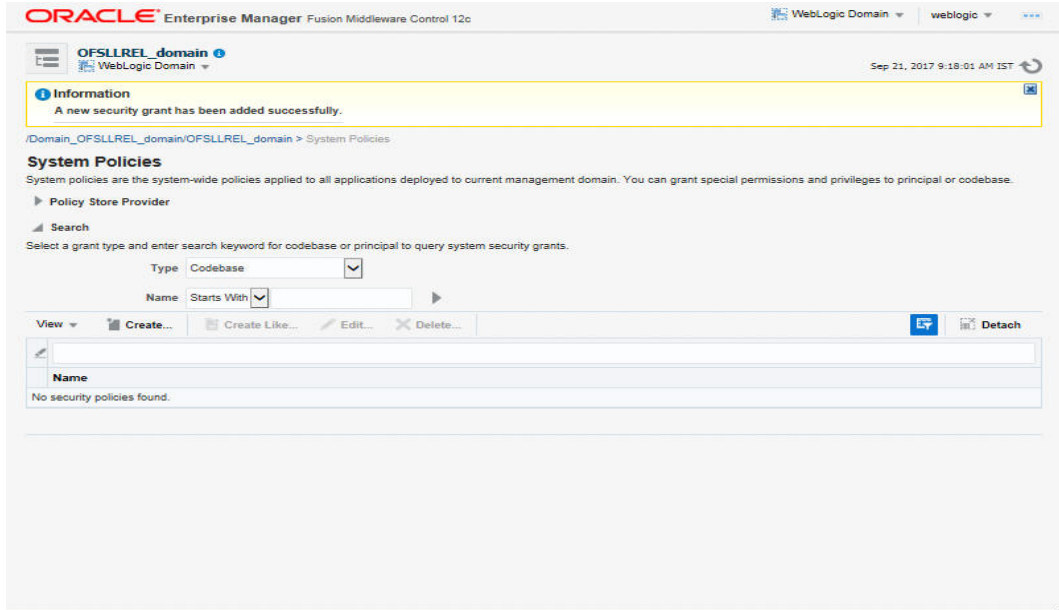 ORACLE® Enterprise Manager Fusion Middleware Control 12c
WebLogic Domain
weblogic
OFSLLREL_domain
WebLogic Domain
Sep 21, 2017 9:18:01 AM IST
Information
A new security grant has been added successfully.
/Domain_OFSLLREL_domain/OFSLLREL_domain > System Policies
System Policies
System policies are the system-wide policies applied to all applications deployed to current management domain. You can grant special permissions and privileges to principal or codebase.
Policy Store Provider
Search
Select a grant type and enter search keyword for codebase or principal to query system security grants.
Type Codebase
Name Starts With
View Create... Create Like... Edit... Delete... Detach
Name
No security policies found.